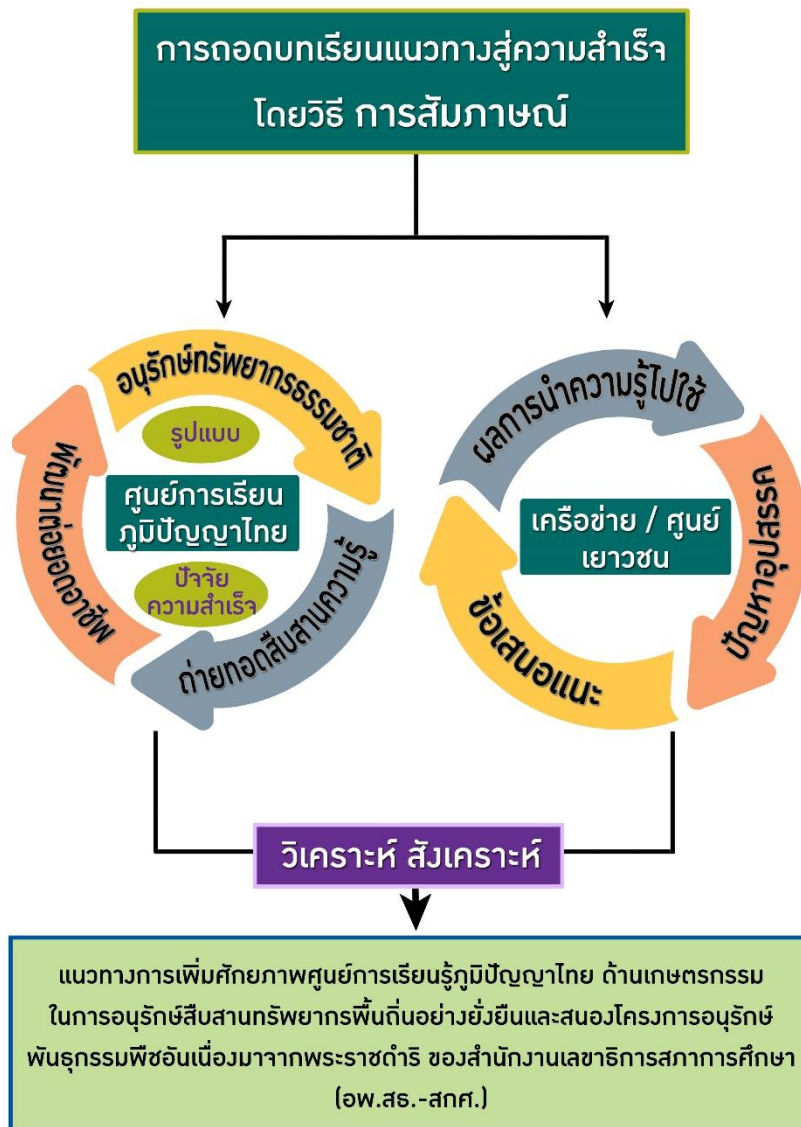 การถอดบทเรียนแนวทางสู่ความสำเร็จ
โดยวิธี การสัมภาษณ์
อนุรักษ์ทรัพยากรธรรมชาติ
รูปแบบ
ศูนย์การเรียน
ภูมิปัญญาไทย
ปัจจัย
ความสำเร็จ
ถ่ายทอดสืบสานความรู้
พัฒนาต่อยอดอาชีพ
ผลการนำความรู้ไปใช้
เครือข่าย / ศูนย์
เยาวชน
ปัญหาอุปสรรค
ข้อเสนอแนะ
วิเคราะห์ สังเคราะห์
แนวทางการเพิ่มศักยภาพศูนย์การเรียนรู้ภูมิปัญญาไทย ด้านเกษตรกรรม
ในการอนุรักษ์สืบสานทรัพยากรพื้นถิ่นอย่างยั่งยืนและสนองโครงการอนุรักษ์
พันธุกรรมพืชอันเนื่องมาจากพระราชดำริ ของสำนักงานเลขาธิการสภาการศึกษา
(อพ.สธ.-สกศ.)